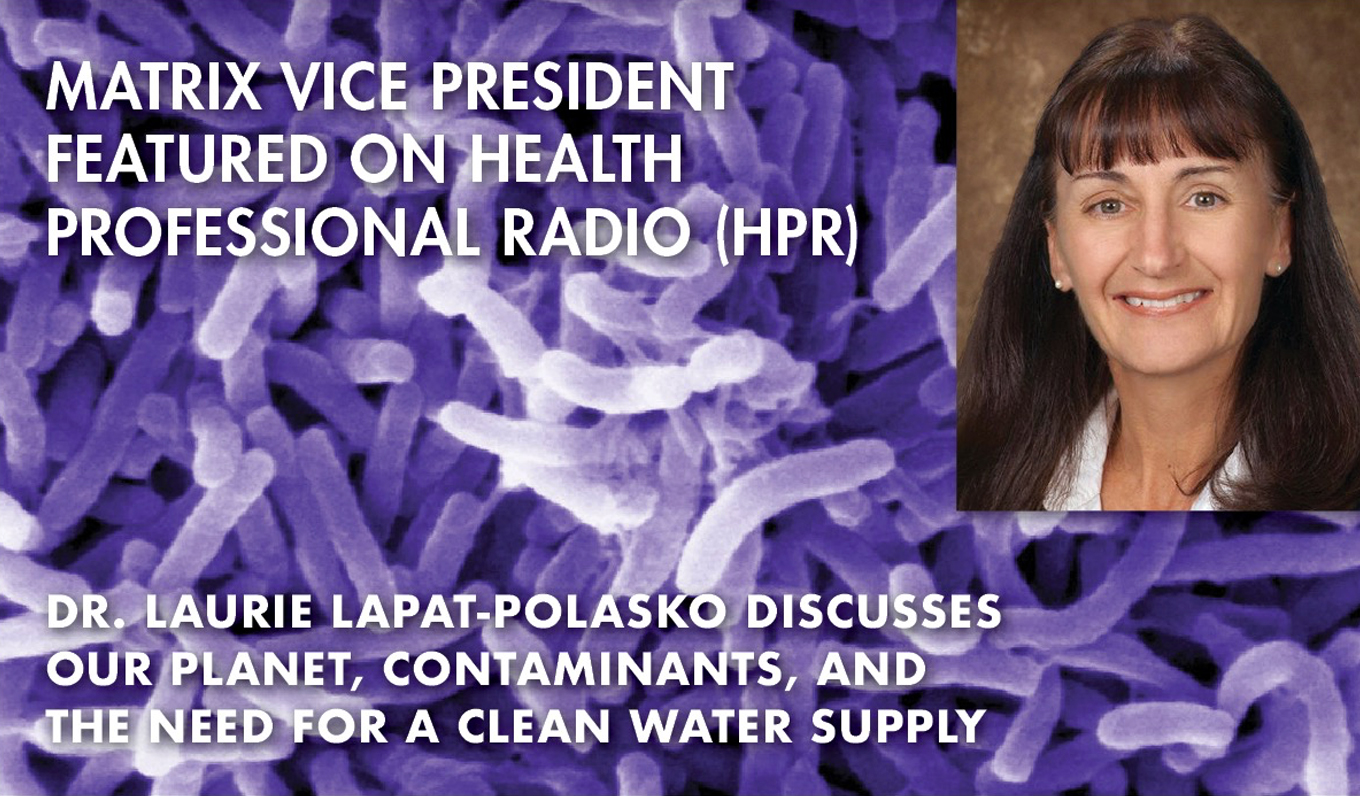 MATRIX VICE PRESIDENT
FEATURED ON HEALTH
PROFESSIONAL RADIO (HPR)
DR. LAURIE LAPAT-POLASKO DISCUSSES
OUR PLANET, CONTAMINANTS, AND
THE NEED FOR A CLEAN WATER SUPPLY